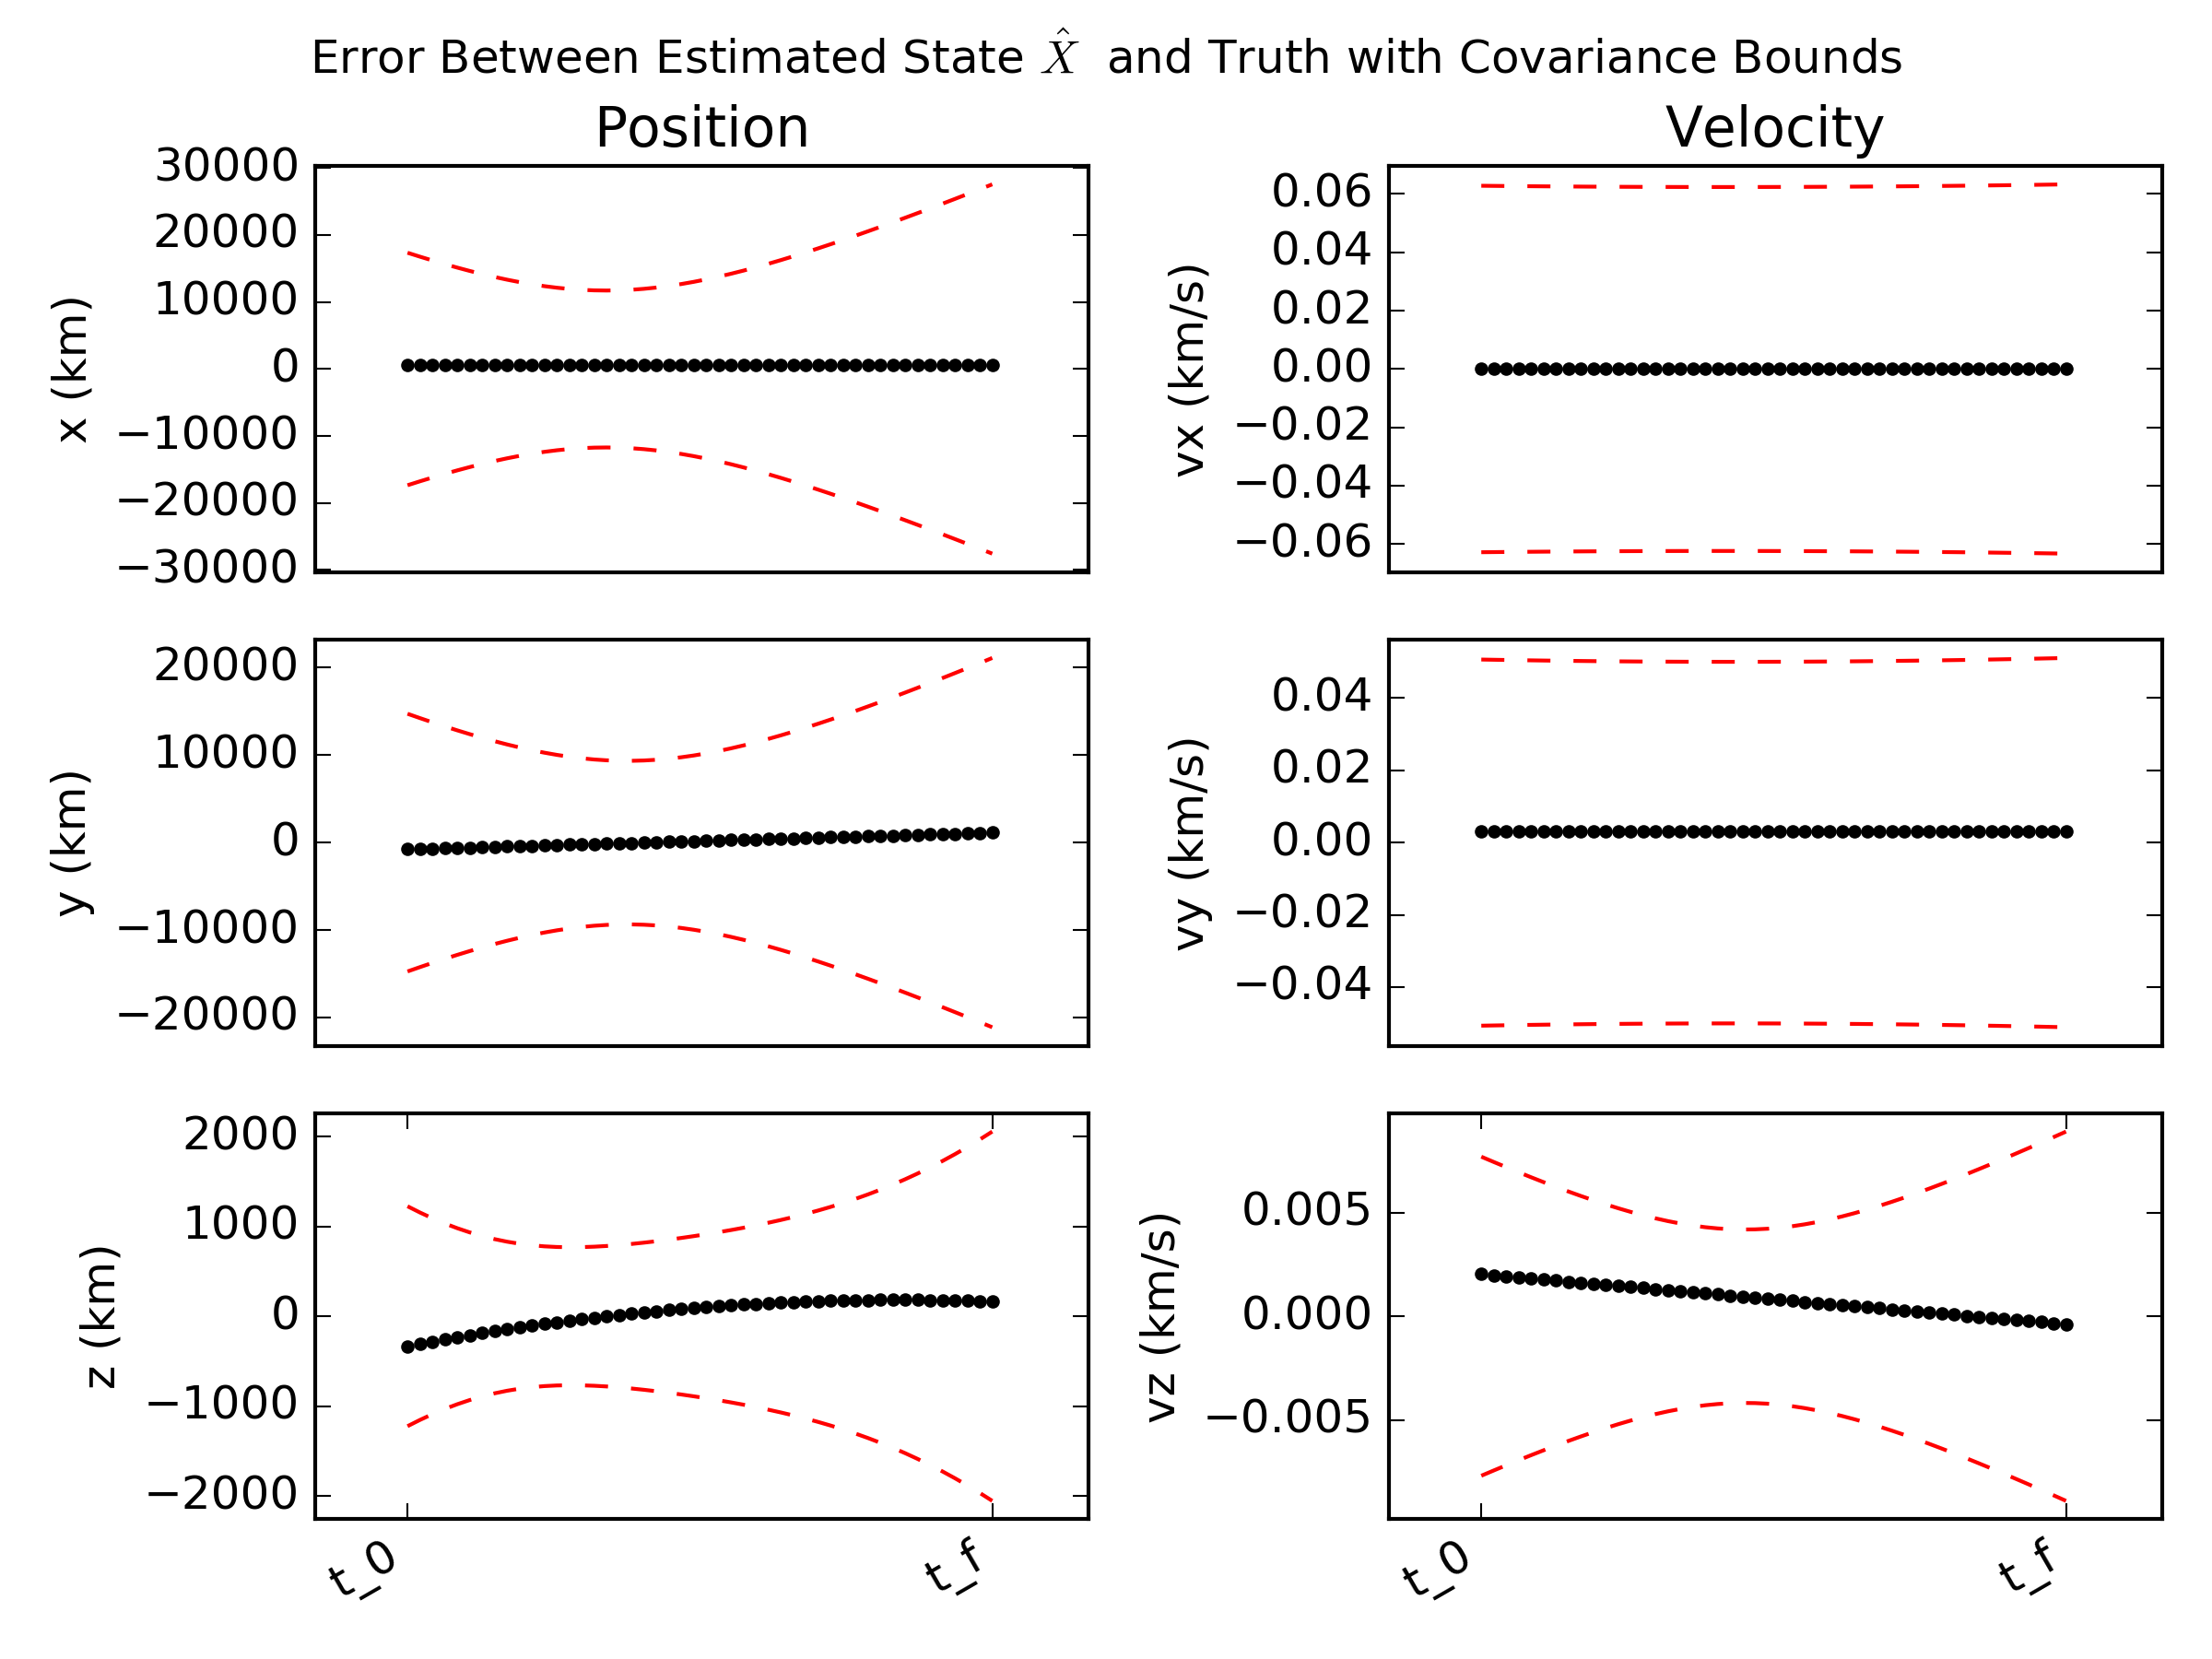 Error Between Estimated State X̂ and Truth with Covariance Bounds
Position
Velocity
30000
20000
10000
0
−10000
−20000
−30000
x (km)
0.06
0.04
0.02
0.00
−0.02
−0.04
−0.06
vx (km/s)
20000
10000
0
−10000
−20000
y (km)
0.04
0.02
0.00
−0.02
−0.04
vy (km/s)
2000
1000
0
−1000
−2000
z (km)
t_0
t_f
0.005
0.000
−0.005
vz (km/s)
t_0
t_f